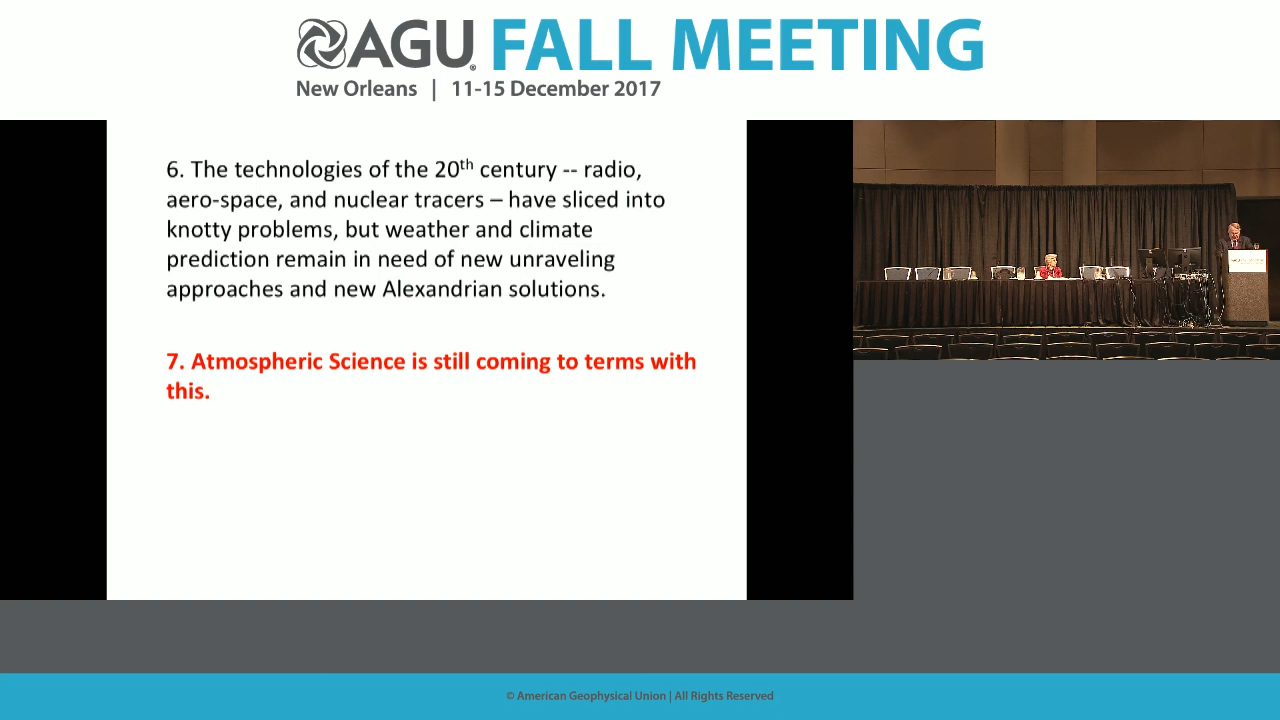 AGU FALL MEETING
New Orleans | 11-15 December 2017
6. The technologies of the 20th century -- radio,
aero-space, and nuclear tracers – have sliced into
knotty problems, but weather and climate
prediction remain in need of new unraveling
approaches and new Alexandrian solutions.
7. Atmospheric Science is still coming to terms with
this.
© American Geophysical Union | All Rights Reserved